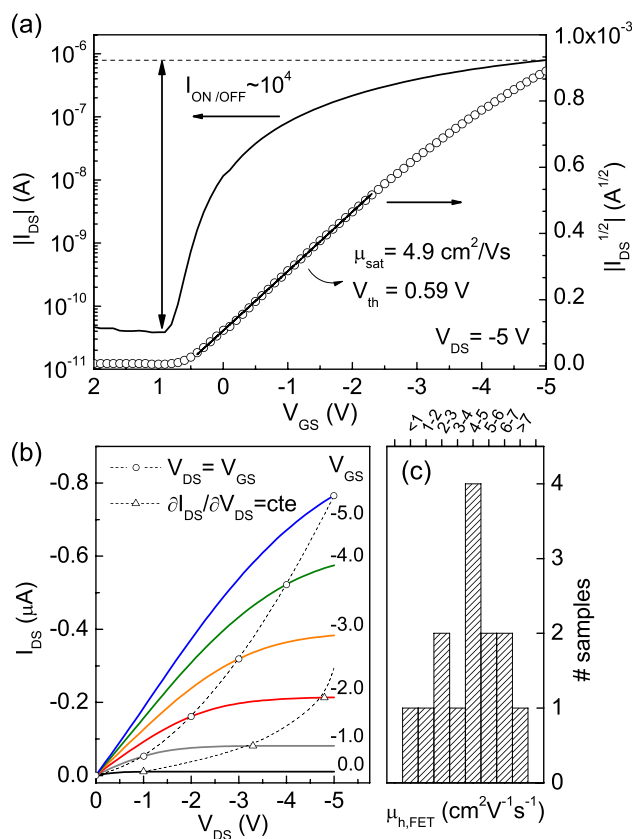 (a)
1.0x10⁻³
10⁻⁶
10⁻⁷
10⁻⁸
10⁻⁹
10⁻¹⁰
10⁻¹¹
|I_DS| (A)
I_ON/OFF~10⁴
0.8
0.6
0.4
0.2
0.0
|I_DS^1/2| (A^1/2)
μ_sat = 4.9 cm²/Vs
V_th = 0.59 V
V_DS= -5 V
2 1 0 -1 -2 -3 -4 -5
V_GS (V)
(b)
V_DS= V_GS
∂I_DS/∂V_DS=cte
V_GS
-5.0
-4.0
-3.0
-2.0
-1.0
0.0
-0.8
-0.6
-0.4
-0.2
0.0
I_DS (μA)
0 -1 -2 -3 -4 -5
V_DS (V)
<1 1-2 2-3 3-4 4-5 5-6 6-7 >7
(c)
4
3
2
1
0
# samples
μ_h,FET (cm²V⁻¹s⁻¹)